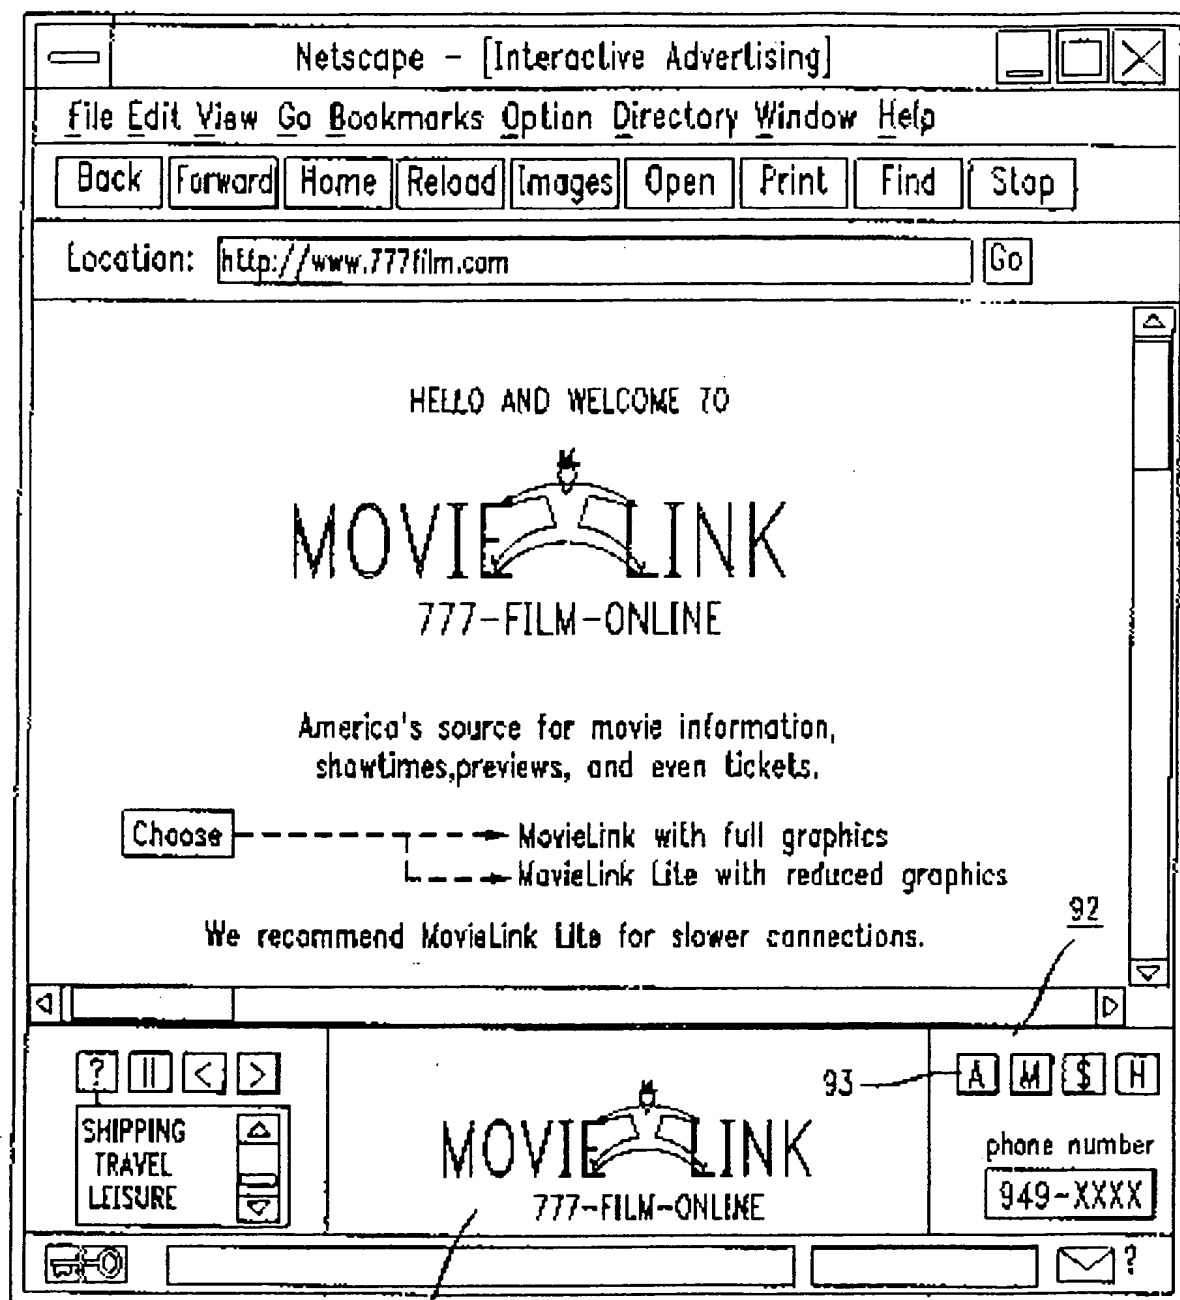 Netscape - [Interactive Advertising]
File Edit View Go Bookmarks Option Directory Window Help
Back Forward Home Reload Images Open Print Find Stop
Location: http://www.777film.com Go
HELLO AND WELCOME TO
M
MOVIE LINK
777-FILM-ONLINE
America's source for movie information,
showtimes,previews, and even tickets.
Choose MovieLink with full graphics
MovieLink Lite with reduced graphics
92
We recommend MovieLink Lite for slower connections.
? || < > 93 A M $ H
SHIPPING
TRAVEL
LEISURE
M
MOVIE LINK
777-FILM-ONLINE
phone number
949-XXXX
?